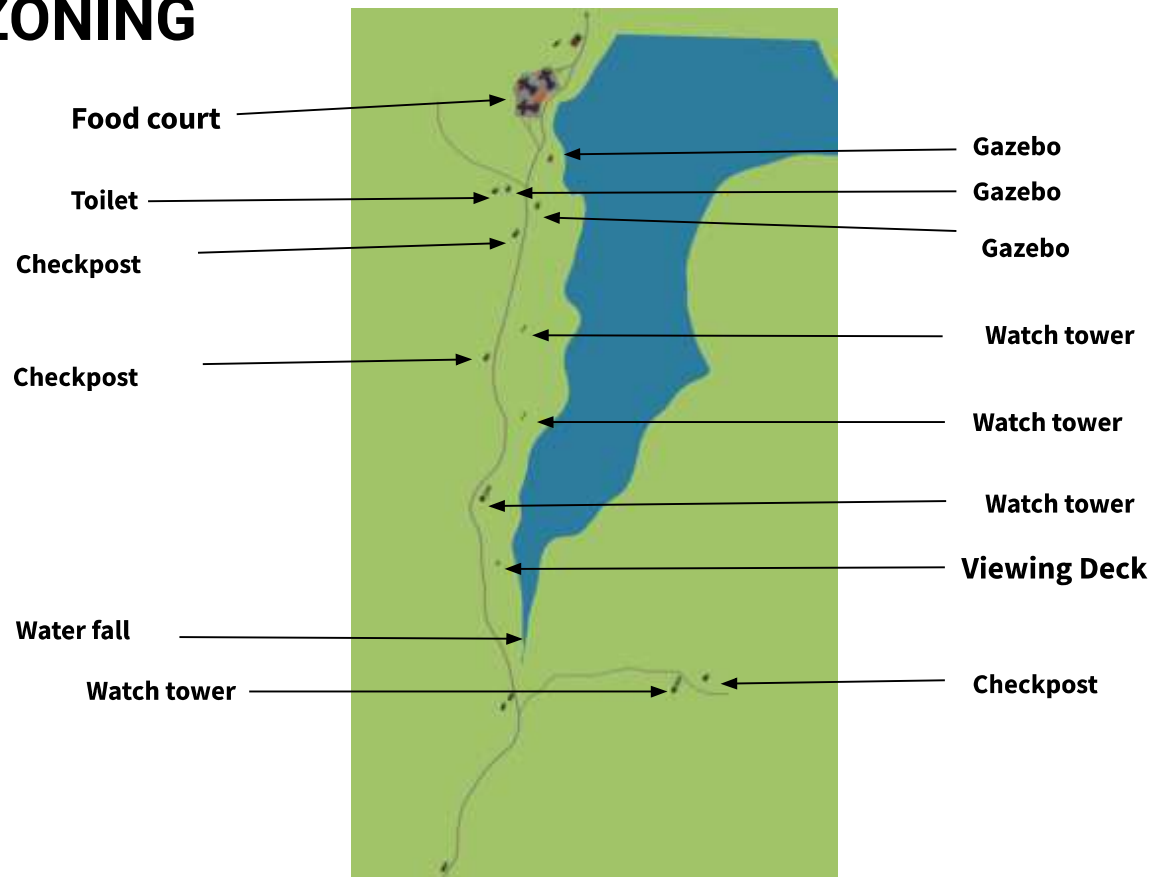 ZONING
Food court
Gazebo
Toilet
Gazebo
Checkpost
Gazebo
Watch tower
Checkpost
Watch tower
Watch tower
Viewing Deck
Water fall
Watch tower
Checkpost